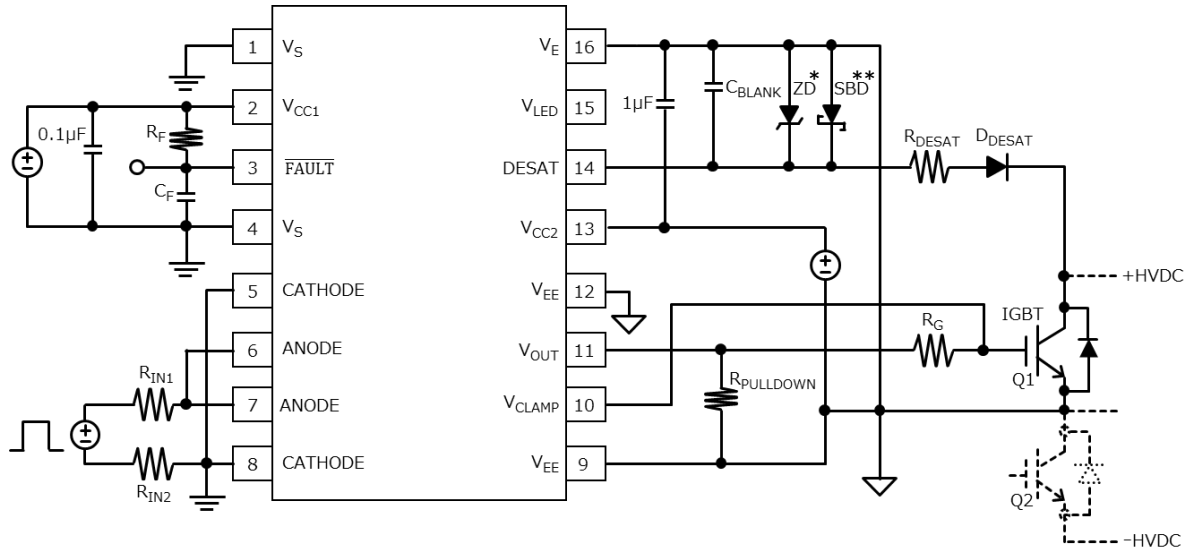 1 V_S
2 V_CC1
3 FAULT
4 V_S
5 CATHODE
6 ANODE
7 ANODE
8 CATHODE
V_E 16
V_LED 15
DESAT 14
V_CC2 13
V_EE 12
V_OUT 11
V_CLAMP 10
V_EE 9
0.1μF
R_F
C_F
R_IN1
R_IN2
1μF
C_BLANK
ZD*
SBD**
R_DESAT
D_DESAT
+HVDC
IGBT
R_G
Q1
R_PULLDOWN
Q2
−HVDC